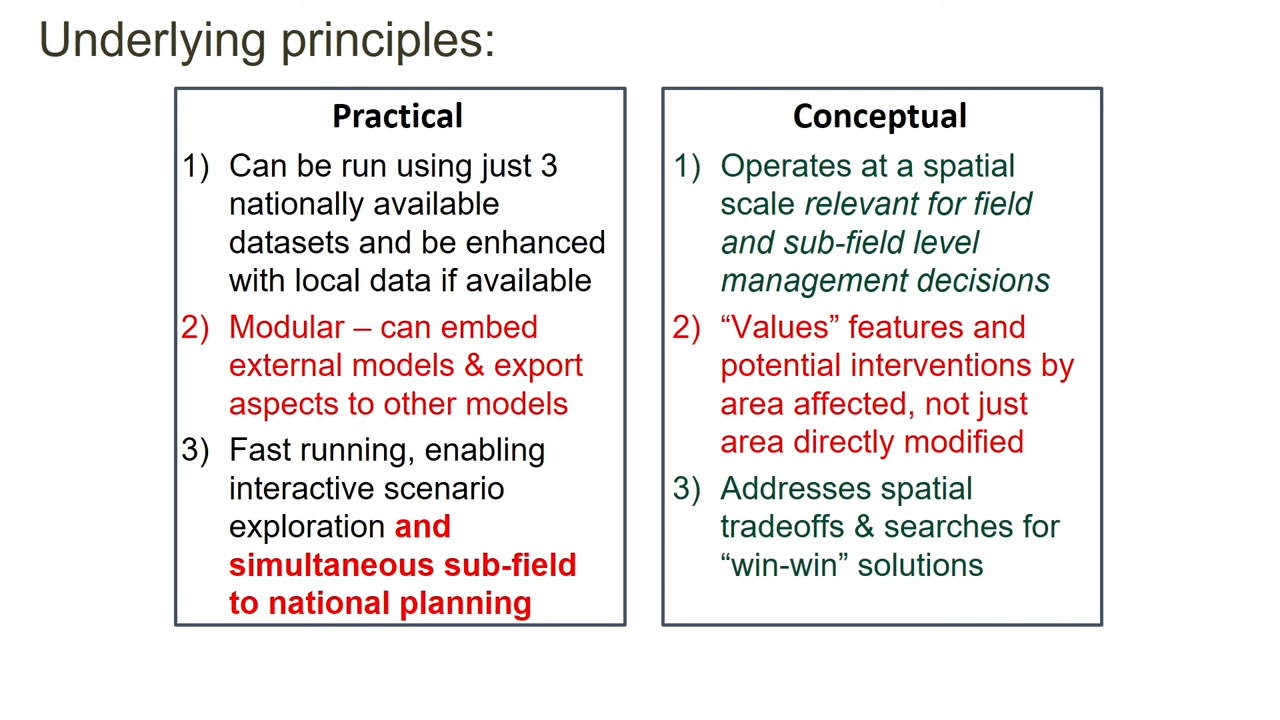 Underlying principles:
Practical
1) Can be run using just 3
nationally available
datasets and be enhanced
with local data if available
2) Modular – can embed
external models & export
aspects to other models
3) Fast running, enabling
interactive scenario
exploration and
simultaneous sub-field
to national planning
Conceptual
1) Operates at a spatial
scale relevant for field
and sub-field level
management decisions
2) “Values” features and
potential interventions by
area affected, not just
area directly modified
3) Addresses spatial
tradeoffs & searches for
“win-win” solutions